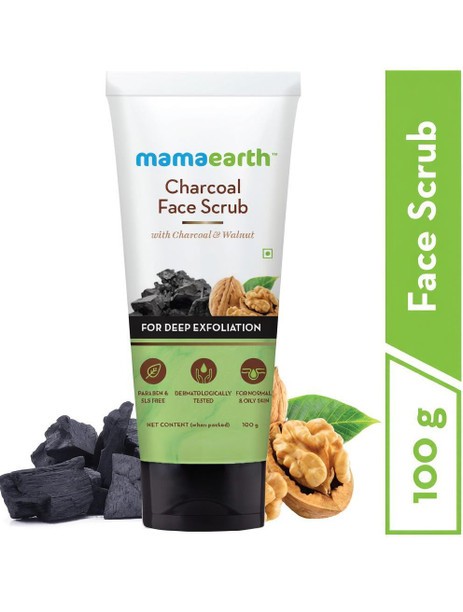 mamaearth™
Charcoal
Face Scrub
with Charcoal & Walnut
FOR DEEP EXFOLIATION
PARABEN &
SLS FREE
DERMATOLOGICALLY
TESTED
FOR NORMAL
& OILY SKIN
NET CONTENT (when packed) 100 g
Face Scrub
100 g